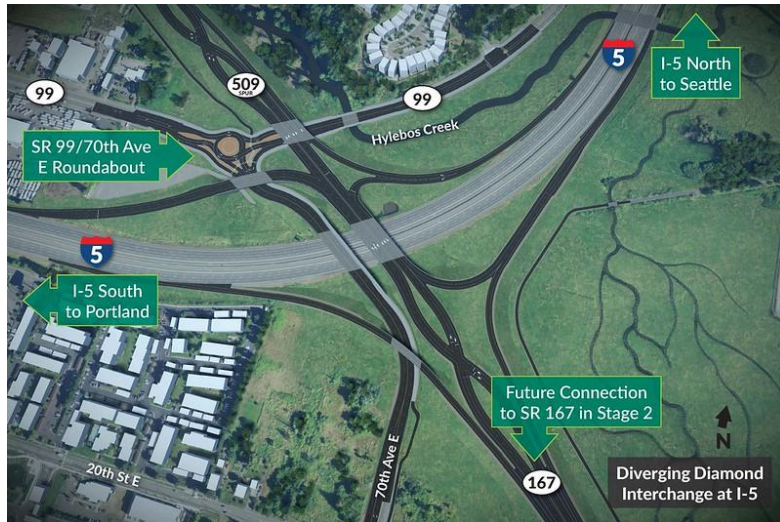 5
I-5 North
to Seattle
99
509
SPUR
99
Hylebos Creek
SR 99/70th Ave
E Roundabout
5
I-5 South
to Portland
Future Connection
to SR 167 in Stage 2
N
20th St E
70th Ave E
167
Diverging Diamond
Interchange at I-5